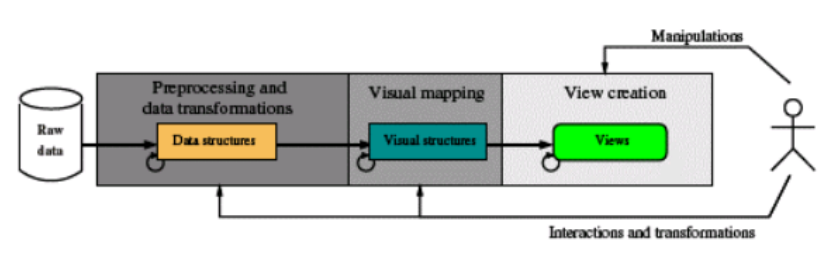 Manipulations
Preprocessing and
data transformations
Visual mapping
View creation
Raw
data
Data structures
Visual structures
Views
Interactions and transformations